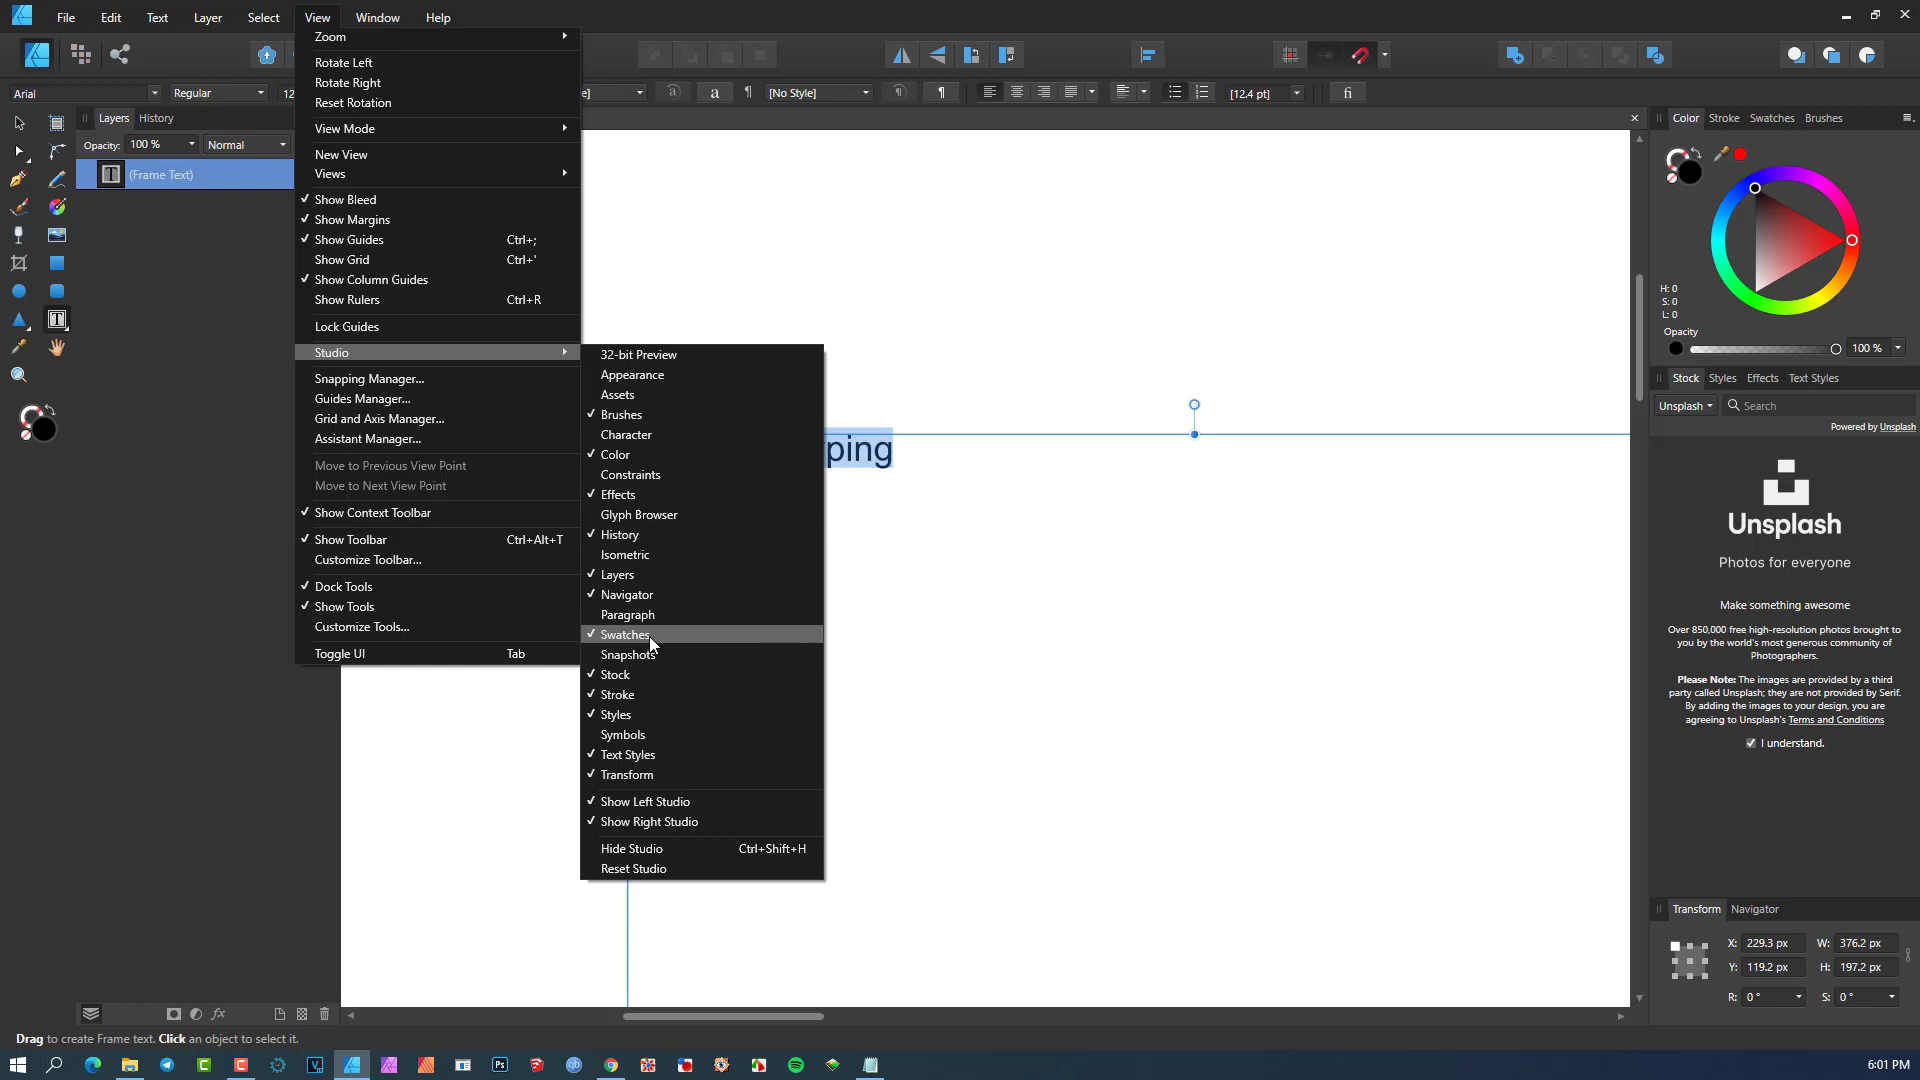 File Edit Text Layer Select View Window Help
Arial Regular 12 e] [No Style] [12.4 pt] fi
Layers History
Opacity: 100 % Normal
(Frame Text)
Zoom
Rotate Left
Rotate Right
Reset Rotation
View Mode
New View
Views
Show Bleed
Show Margins
Show Guides Ctrl+;
Show Grid Ctrl+'
Show Column Guides
Show Rulers Ctrl+R
Lock Guides
Studio
Snapping Manager...
Guides Manager...
Grid and Axis Manager...
Assistant Manager...
Move to Previous View Point
Move to Next View Point
Show Context Toolbar
Show Toolbar Ctrl+Alt+T
Customize Toolbar...
Dock Tools
Show Tools
Customize Tools...
Toggle UI Tab
32-bit Preview
Appearance
Assets
Brushes
Character
Color
Constraints
Effects
Glyph Browser
History
Isometric
Layers
Navigator
Paragraph
Swatches
Snapshots
Stock
Stroke
Styles
Symbols
Text Styles
Transform
Show Left Studio
Show Right Studio
Hide Studio Ctrl+Shift+H
Reset Studio
ping
Color Stroke Swatches Brushes
H: 0
S: 0
L: 0
Opacity
100 %
Stock Styles Effects Text Styles
Unsplash Search
Powered by Unsplash
Unsplash
Photos for everyone
Make something awesome
Over 850,000 free high-resolution photos brought to
you by the world's most generous community of
Photographers.
Please Note: The images are provided by a third
party called Unsplash; they are not provided by Serif.
By adding the images to your design, you are
agreeing to Unsplash's Terms and Conditions
I understand.
Transform Navigator
X: 229.3 px W: 376.2 px
Y: 119.2 px H: 197.2 px
R: 0 ° S: 0 °
Drag to create Frame text. Click an object to select it.
6:01 PM